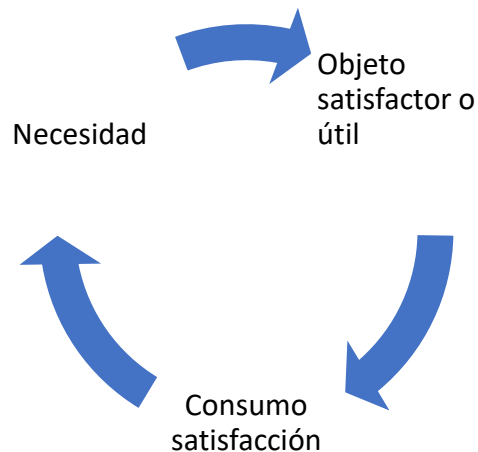 Necesidad
Objeto
satisfactor o
útil
Consumo
satisfacción